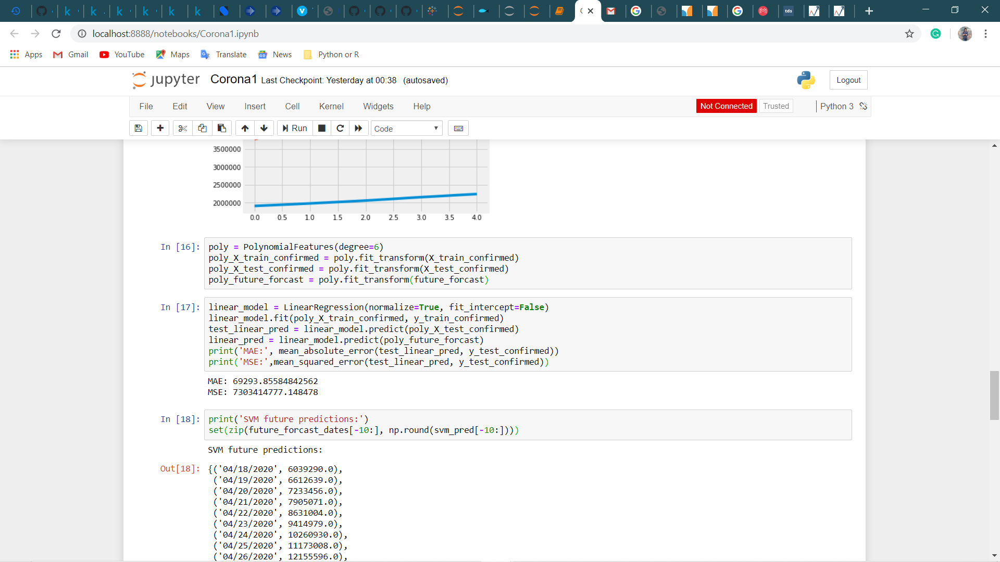 localhost:8888/notebooks/Corona1.ipynb
Apps Gmail YouTube Maps Translate News Python or R
jupyter Corona1 Last Checkpoint: Yesterday at 00:38 (autosaved) Logout
File Edit View Insert Cell Kernel Widgets Help Not Connected Trusted Python 3
Run Code
3500000
3000000
2500000
2000000
0.0 0.5 1.0 1.5 2.0 2.5 3.0 3.5 4.0
In [16]: poly = PolynomialFeatures(degree=6)
poly_X_train_confirmed = poly.fit_transform(X_train_confirmed)
poly_X_test_confirmed = poly.fit_transform(X_test_confirmed)
poly_future_forcast = poly.fit_transform(future_forcast)
In [17]: linear_model = LinearRegression(normalize=True, fit_intercept=False)
linear_model.fit(poly_X_train_confirmed, y_train_confirmed)
test_linear_pred = linear_model.predict(poly_X_test_confirmed)
linear_pred = linear_model.predict(poly_future_forcast)
print('MAE:', mean_absolute_error(test_linear_pred, y_test_confirmed))
print('MSE:',mean_squared_error(test_linear_pred, y_test_confirmed))
MAE: 69293.85584842562
MSE: 7303414777.148478
In [18]: print('SVM future predictions:')
set(zip(future_forcast_dates[-10:], np.round(svm_pred[-10:])))
SVM future predictions:
Out[18]: {('04/18/2020', 6039290.0),
('04/19/2020', 6612639.0),
('04/20/2020', 7233456.0),
('04/21/2020', 7905071.0),
('04/22/2020', 8631004.0),
('04/23/2020', 9414979.0),
('04/24/2020', 10260930.0),
('04/25/2020', 11173008.0),
('04/26/2020', 12155596.0),